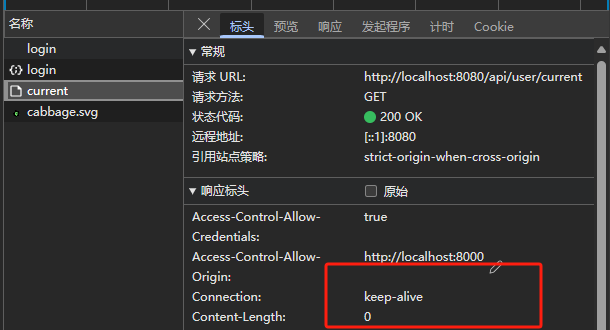 名称
标头 预览 响应 发起程序 计时 Cookie
login
login
current
cabbage.svg
常规
请求 URL: http://localhost:8080/api/user/current
请求方法: GET
状态代码: 200 OK
远程地址: [::1]:8080
引用站点策略: strict-origin-when-cross-origin
响应标头 原始
Access-Control-Allow- true
Credentials:
Access-Control-Allow- http://localhost:8000
Origin:
Connection: keep-alive
Content-Length: 0